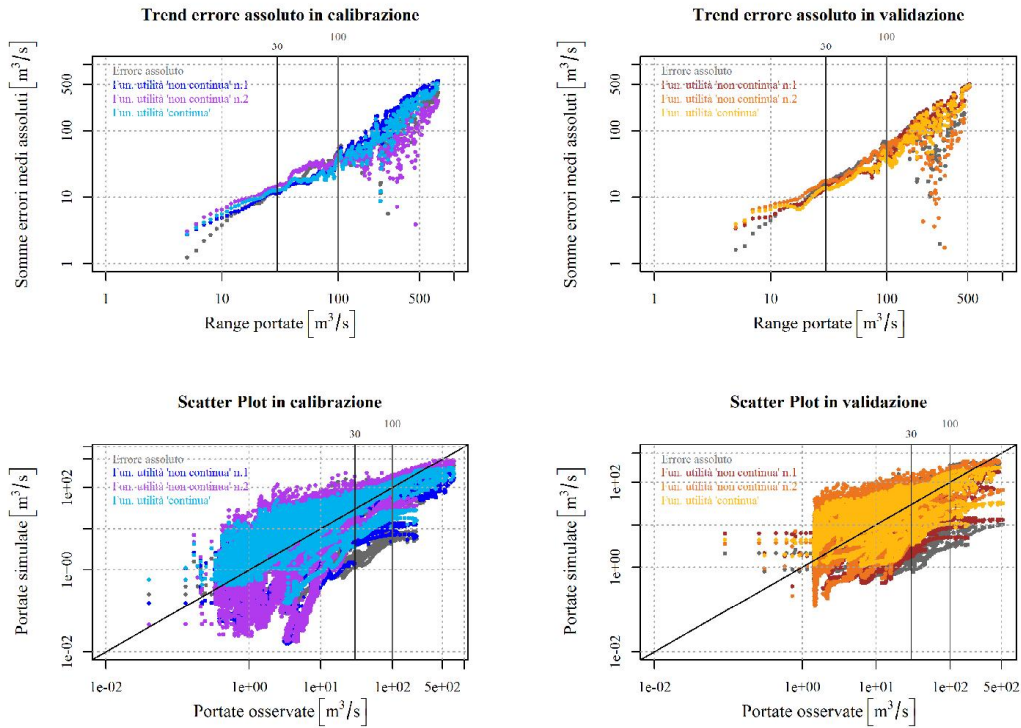 Trend errore assoluto in calibrazione
30
100
Errore assoluto
Fun. utilità 'non continua' n.1
Fun. utilità 'non continua' n.2
Fun. utilità 'continua'
Somme errori medi assoluti [m³/s]
500
100
10
1
1
10
100
500
Range portate [m³/s]
Trend errore assoluto in validazione
30
100
Errore assoluto
Fun. utilità 'non continua' n.1
Fun. utilità 'non continua' n.2
Fun. utilità 'continua'
Somme errori medi assoluti [m³/s]
500
100
10
1
1
10
100
500
Range portate [m³/s]
Scatter Plot in calibrazione
30
100
Errore assoluto
Fun. utilità 'non continua' n.1
Fun. utilità 'non continua' n.2
Fun. utilità 'continua'
Portate simulate [m³/s]
1e+02
1e+00
1e-02
1e-02
1e+00
1e+01
1e+02
5e+02
Portate osservate [m³/s]
Scatter Plot in validazione
30
100
Errore assoluto
Fun. utilità 'non continua' n.1
Fun. utilità 'non continua' n.2
Fun. utilità 'continua'
Portate simulate [m³/s]
1e+02
1e+00
1e-02
1e-02
1e+00
1e+01
1e+02
5e+02
Portate osservate [m³/s]